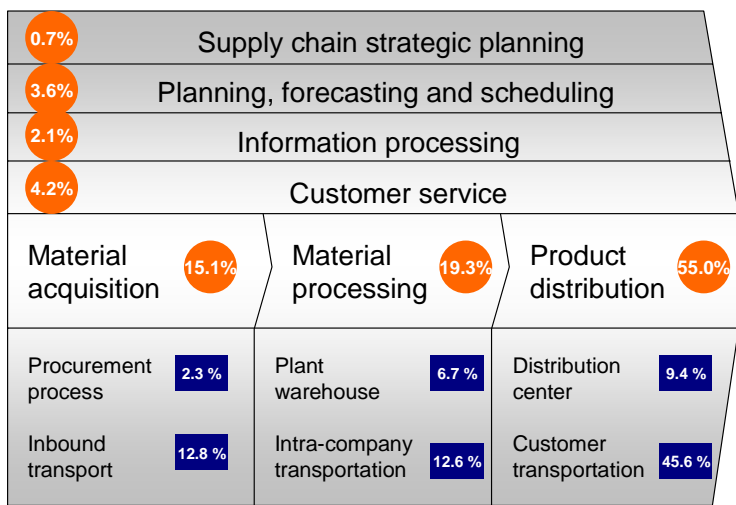 0.7% Supply chain strategic planning
3.6% Planning, forecasting and scheduling
2.1% Information processing
4.2% Customer service
Material
acquisition
15.1%
Material
processing
19.3%
Product
distribution
55.0%
Procurement
process
2.3 %
Inbound
transport
12.8 %
Plant
warehouse
6.7 %
Intra-company
transportation
12.6 %
Distribution
center
9.4 %
Customer
transportation
45.6 %